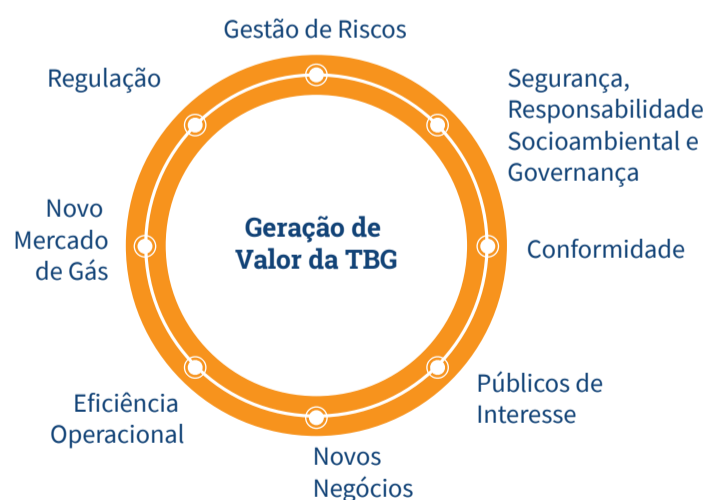 Gestão de Riscos
Segurança,
Responsabilidade
Socioambiental e
Governança
Conformidade
Públicos de
Interesse
Novos
Negócios
Eficiência
Operacional
Novo
Mercado
de Gás
Regulação
Geração de
Valor da TBG